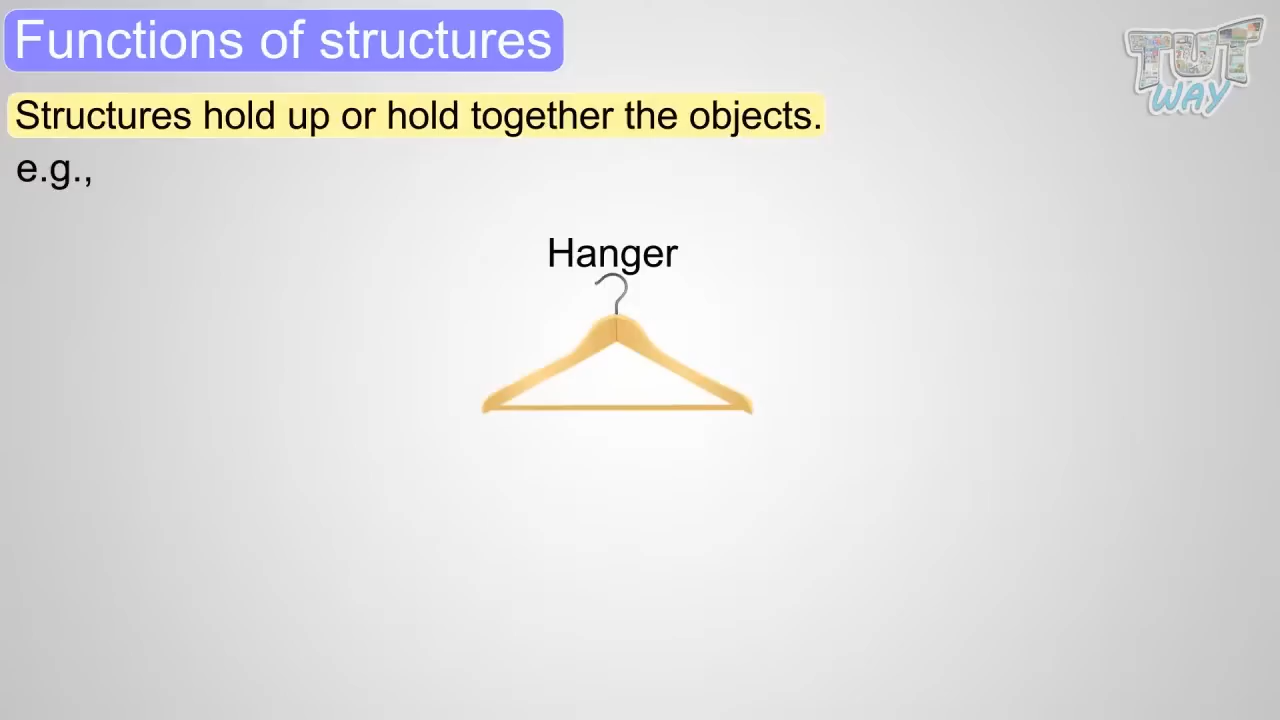 Functions of structures
TUT
WAY
Structures hold up or hold together the objects.
e.g.,
Hanger